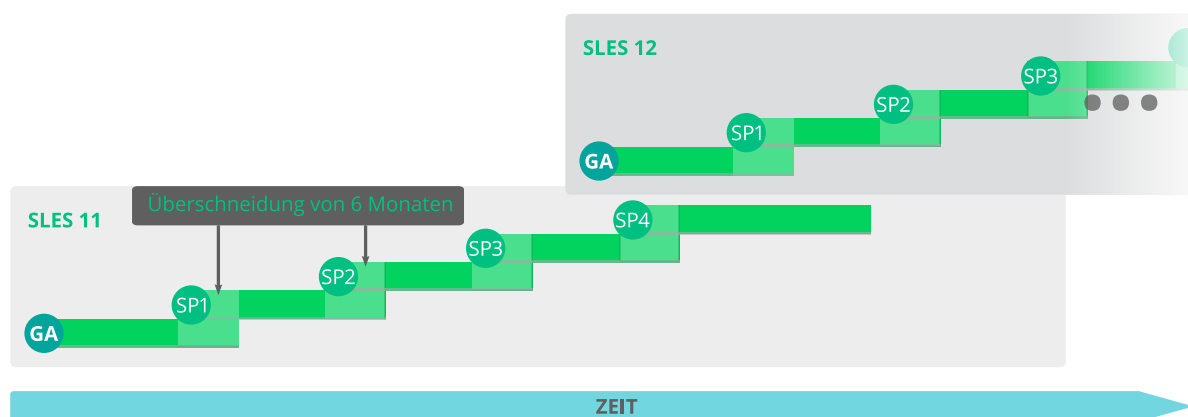 SLES 12
SP3
SP2
SP1
GA
Überschneidung von 6 Monaten
SLES 11
SP4
SP3
SP2
SP1
GA
ZEIT